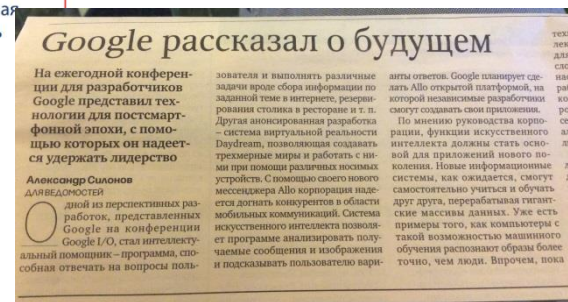 ая
Google рассказал о будущем
На ежегодной конферен-
ции для разработчиков
Google представил тех-
нологии для постсмарт-
фонной эпохи, с помо-
щью которых он надеет-
ся удержать лидерство
Александр Силонов
ДЛЯ ВЕДОМОСТЕЙ
Одной из перспективных раз-
работок, представленных
Google на конференции
Google I/O, стал интеллекту-
альный помощник – программа, спо-
собная отвечать на вопросы поль-
зователя и выполнять различные
задачи вроде сбора информации по
заданной теме в интернете, резерви-
рования столика в ресторане и т. п.
Другая анонсированная разработка
– система виртуальной реальности
Daydream, позволяющая создавать
трехмерные миры и работать с ни-
ми при помощи различных носимых
устройств. С помощью своего нового
мессенджера Allo корпорация наде-
ется догнать конкурентов в области
мобильных коммуникаций. Система
искусственного интеллекта позволя-
ет программе анализировать полу-
чаемые сообщения и изображения
и подсказывать пользователю вари-
анты ответов. Google планирует сде-
лать Allo открытой платформой, на
которой независимые разработчики
смогут создавать свои приложения.
По мнению руководства корпо-
рации, функции искусственного
интеллекта должны стать осно-
вой для приложений нового по-
коления. Новые информационные
системы, как ожидается, смогут
самостоятельно учиться и обучать
друг друга, перерабатывая гигант-
ские массивы данных. Уже есть
примеры того, как компьютеры с
такой возможностью машинного
обучения распознают образы более
точно, чем люди. Впрочем, пока